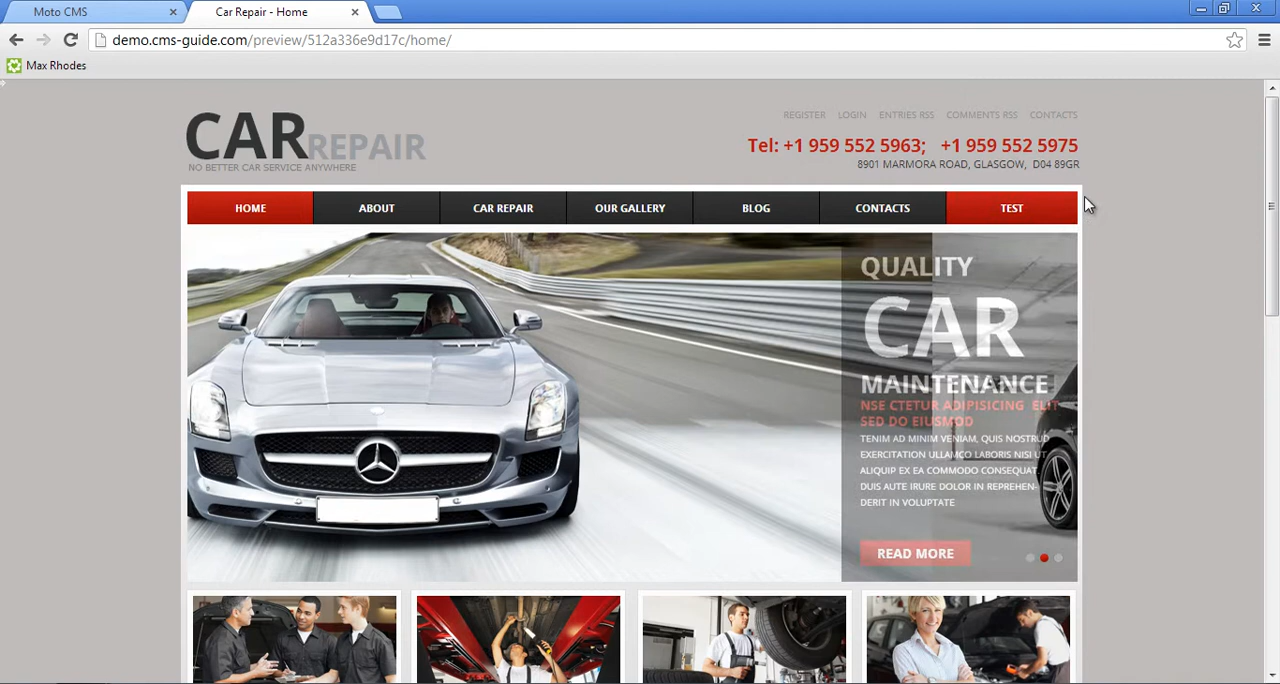 Moto CMS
Car Repair - Home
demo.cms-guide.com/preview/512a336e9d17c/home/
Max Rhodes
CARREPAIR
NO BETTER CAR SERVICE ANYWHERE
REGISTER LOGIN ENTRIES RSS COMMENTS RSS CONTACTS
Tel: +1 959 552 5963; +1 959 552 5975
8901 MARMORA ROAD, GLASGOW, D04 89GR
HOME ABOUT CAR REPAIR OUR GALLERY BLOG CONTACTS TEST
QUALITY
CAR
MAINTENANCE
NSE CTETUR ADIPISICING ELIT
SED DO EIUSMOD
TENIM AD MINIM VENIAM, QUIS NOSTRUD
EXERCITATION ULLAMCO LABORIS NISI UT
ALIQUIP EX EA COMMODO CONSEQUAT.
DUIS AUTE IRURE DOLOR IN REPREHEN-
DERIT IN VOLUPTATE
READ MORE